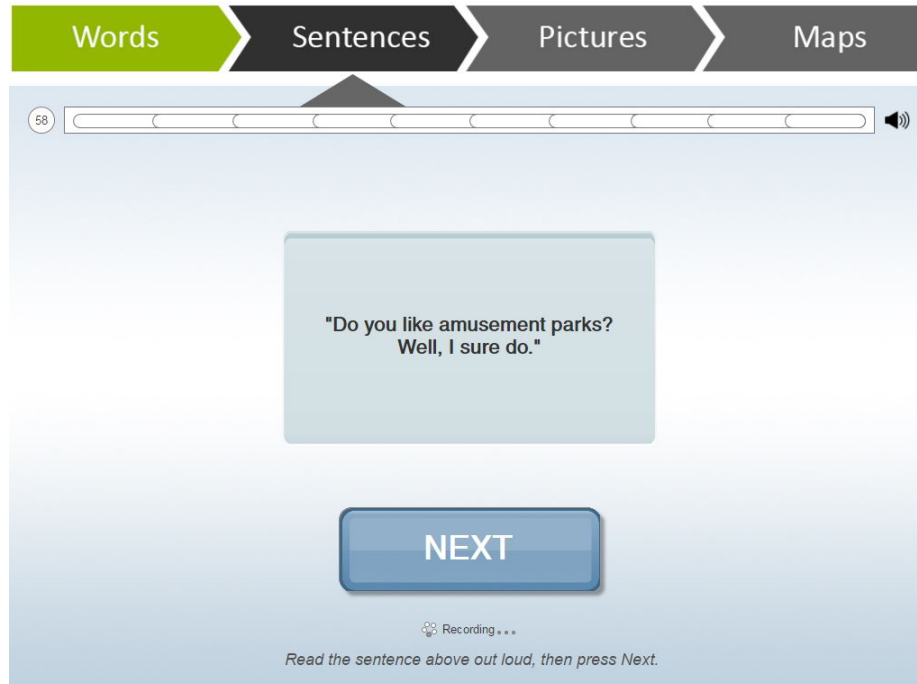 Words Sentences Pictures Maps
58
"Do you like amusement parks?
Well, I sure do."
NEXT
Recording...
Read the sentence above out loud, then press Next.